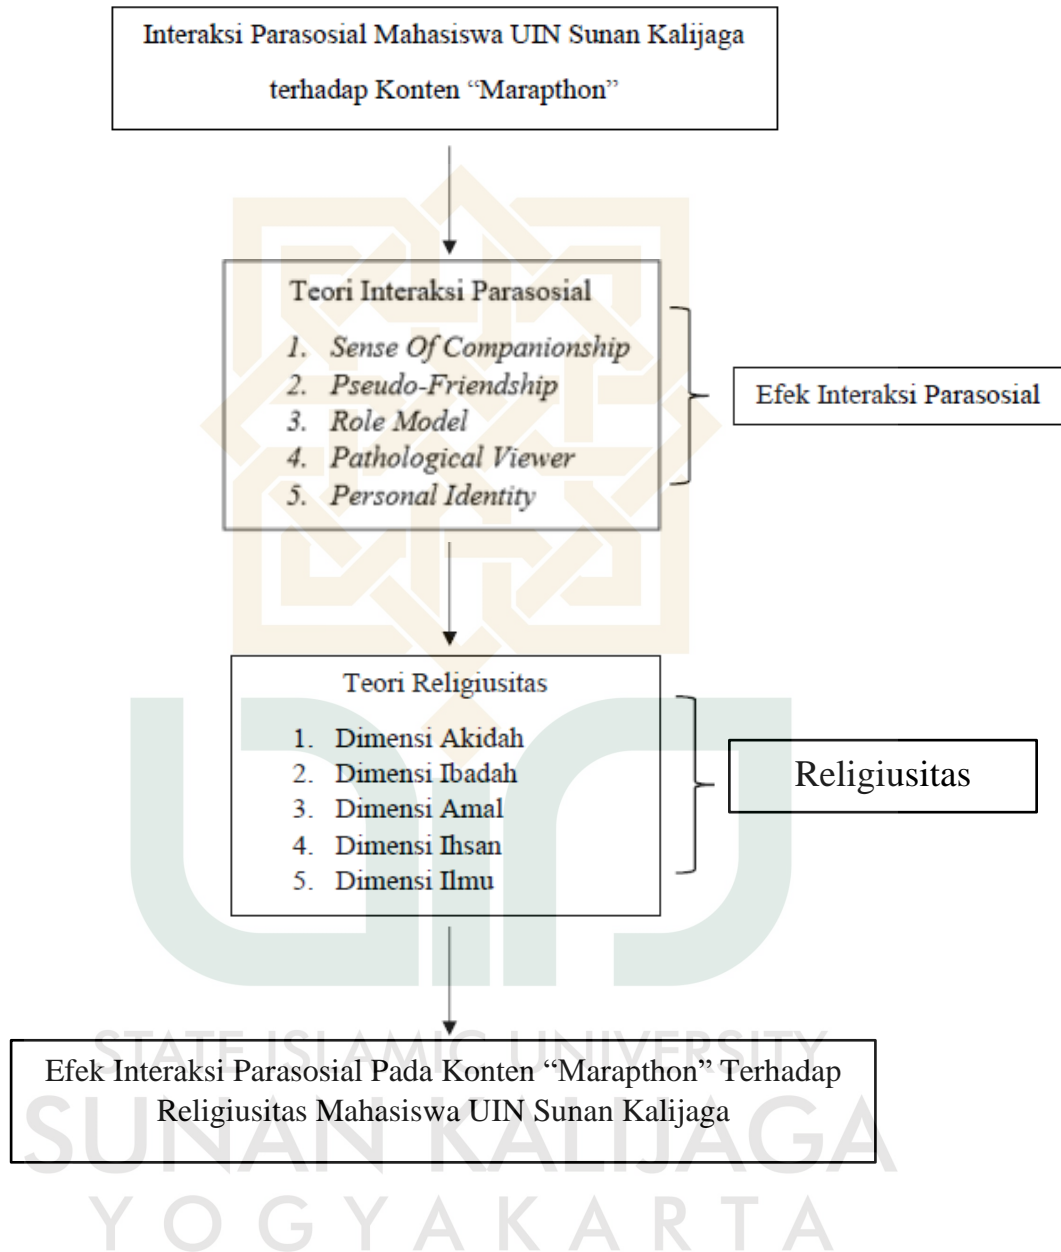 Interaksi Parasosial Mahasiswa UIN Sunan Kalijaga
terhadap Konten “Marapthon”
Teori Interaksi Parasosial
1. Sense Of Companionship
2. Pseudo-Friendship
3. Role Model
4. Pathological Viewer
5. Personal Identity
Efek Interaksi Parasosial
Teori Religiusitas
1. Dimensi Akidah
2. Dimensi Ibadah
3. Dimensi Amal
4. Dimensi Ihsan
5. Dimensi Ilmu
Religiusitas
STATE ISLAMIC UNIVERSITY
Efek Interaksi Parasosial Pada Konten “Marapthon” Terhadap
Religiusitas Mahasiswa UIN Sunan Kalijaga
SUNAN KALIJAGA
YOGYAKARTA